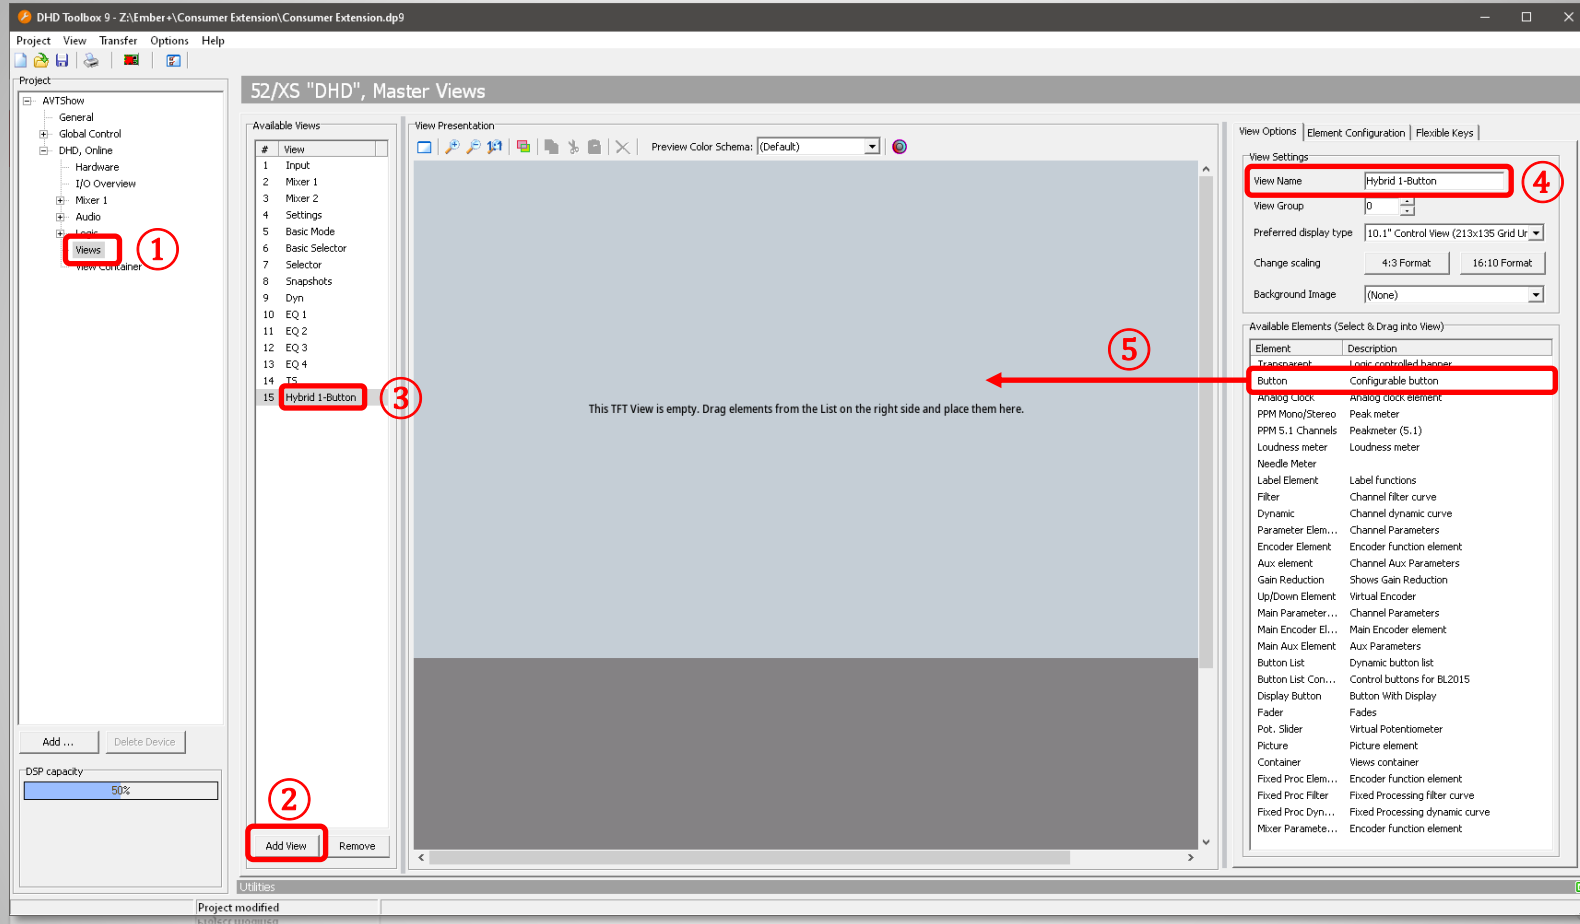 DHD Toolbox 9 - Z:\Ember+\Consumer Extension\Consumer Extension.dp9
Project View Transfer Options Help
Project
AVTShow
General
Global Control
DHD, Online
Hardware
I/O Overview
Mixer 1
Audio
Logic
Views
View Container
1
Add ...
Delete Device
DSP capacity
50%
52/XS "DHD", Master Views
Available Views
# View
1 Input
2 Mixer 1
3 Mixer 2
4 Settings
5 Basic Mode
6 Basic Selector
7 Selector
8 Snapshots
9 Dyn
10 EQ 1
11 EQ 2
12 EQ 3
13 EQ 4
14 TS
15 Hybrid 1-Button
3
2
Add View
Remove
View Presentation
1:1
Preview Color Schema: (Default)
This TFT View is empty. Drag elements from the List on the right side and place them here.
5
View Options Element Configuration Flexible Keys
View Settings
View Name Hybrid 1-Button
4
View Group 0
Preferred display type 10.1" Control View (213x135 Grid Ur
Change scaling 4:3 Format 16:10 Format
Background Image (None)
Available Elements (Select & Drag into View)
Element Description
Transparent Logic controlled banner
Button Configurable button
Analog Clock Analog clock element
PPM Mono/Stereo Peak meter
PPM 5.1 Channels Peakmeter (5.1)
Loudness meter Loudness meter
Needle Meter
Label Element Label functions
Filter Channel filter curve
Dynamic Channel dynamic curve
Parameter Elem... Channel Parameters
Encoder Element Encoder function element
Aux element Channel Aux Parameters
Gain Reduction Shows Gain Reduction
Up/Down Element Virtual Encoder
Main Parameter... Channel Parameters
Main Encoder El... Main Encoder element
Main Aux Element Aux Parameters
Button List Dynamic button list
Button List Con... Control buttons for BL2015
Display Button Button With Display
Fader Fades
Pot. Slider Virtual Potentiometer
Picture Picture element
Container Views container
Fixed Proc Elem... Encoder function element
Fixed Proc Filter Fixed Processing filter curve
Fixed Proc Dyn... Fixed Processing dynamic curve
Mixer Paramete... Encoder function element
Utilities
Project modified